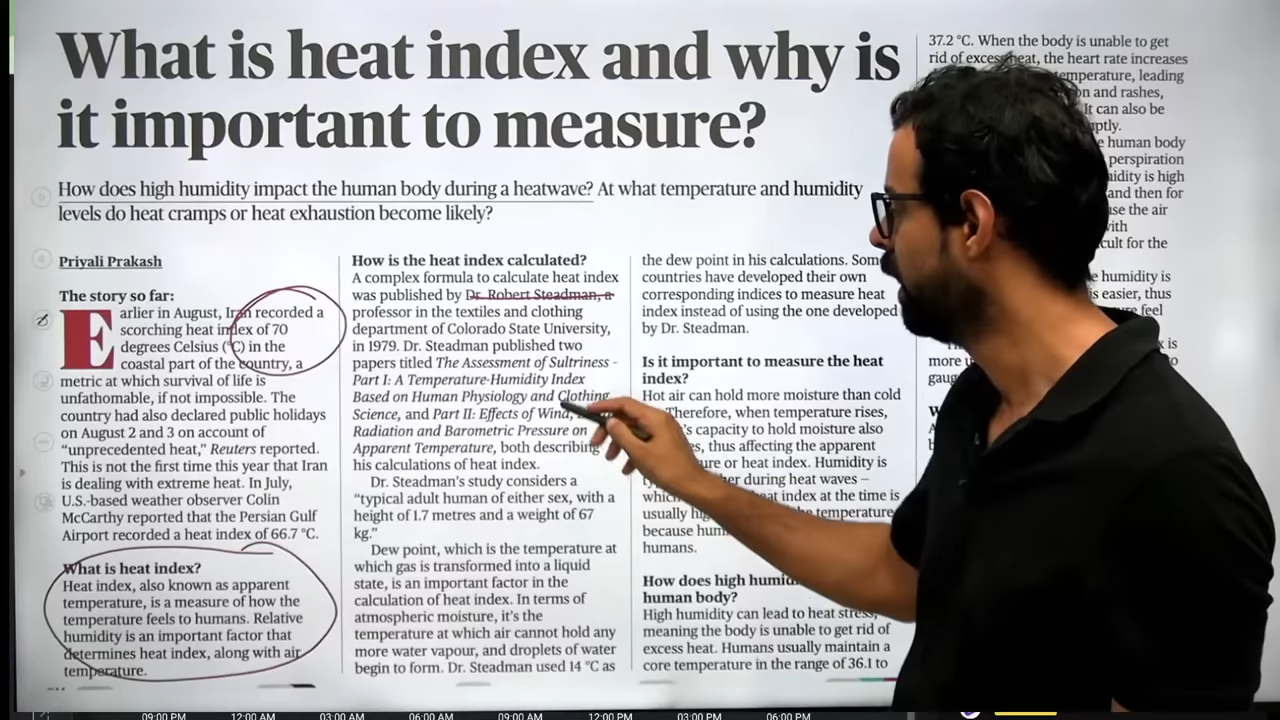 What is heat index and why is
it important to measure?
How does high humidity impact the human body during a heatwave? At what temperature and humidity
levels do heat cramps or heat exhaustion become likely?
Priyali Prakash
The story so far:
Earlier in August, Iran recorded a
scorching heat index of 70
degrees Celsius (°C) in the
coastal part of the country, a
metric at which survival of life is
unfathomable, if not impossible. The
country had also declared public holidays
on August 2 and 3 on account of
“unprecedented heat,” Reuters reported.
This is not the first time this year that Iran
is dealing with extreme heat. In July,
U.S.-based weather observer Colin
McCarthy reported that the Persian Gulf
Airport recorded a heat index of 66.7 °C.
What is heat index?
Heat index, also known as apparent
temperature, is a measure of how the
temperature feels to humans. Relative
humidity is an important factor that
determines heat index, along with air
temperature.
How is the heat index calculated?
A complex formula to calculate heat index
was published by Dr. Robert Steadman, a
professor in the textiles and clothing
department of Colorado State University,
in 1979. Dr. Steadman published two
papers titled The Assessment of Sultriness -
Part I: A Temperature-Humidity Index
Based on Human Physiology and Clothing
Science, and Part II: Effects of Wind,
Radiation and Barometric Pressure on
Apparent Temperature, both describing
his calculations of heat index.
Dr. Steadman's study considers a
“typical adult human of either sex, with a
height of 1.7 metres and a weight of 67
kg.”
Dew point, which is the temperature at
which gas is transformed into a liquid
state, is an important factor in the
calculation of heat index. In terms of
atmospheric moisture, it's the
temperature at which air cannot hold any
more water vapour, and droplets of water
begin to form. Dr. Steadman used 14 °C as
the dew point in his calculations. Some
countries have developed their own
corresponding indices to measure heat
index instead of using the one developed
by Dr. Steadman.
Is it important to measure the heat
index?
Hot air can hold more moisture than cold
Therefore, when temperature rises,
capacity to hold moisture also
thus affecting the apparent
or heat index. Humidity is
during heat waves –
heat index at the time is
usually temperature
because
humans.
How does high
human body?
High humidity can lead to heat stress,
meaning the body is unable to get rid of
excess heat. Humans usually maintain a
core temperature in the range of 36.1 to
37.2 °C. When the body is unable to get
rid of excess heat, the heart rate increases
temperature, leading
and rashes,
It can also be
human body
perspiration
is high
and then for
the air
with
for the
humidity is
is easier, thus
feel
is
more
09:00 PM 12:00 AM 03:00 AM 06:00 AM 09:00 AM 12:00 PM 03:00 PM 06:00 PM